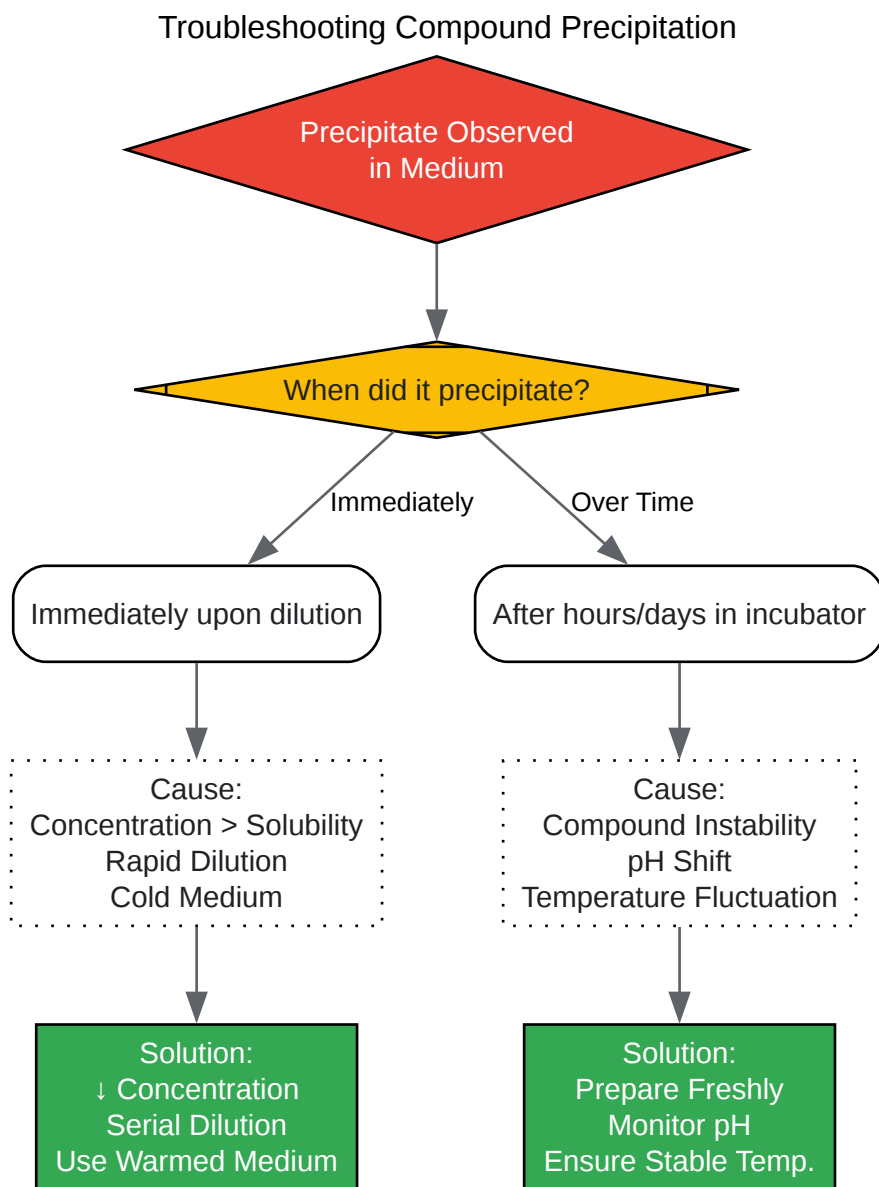 Troubleshooting Compound Precipitation
Precipitate Observed
in Medium
When did it precipitate?
Immediately
Over Time
Immediately upon dilution
After hours/days in incubator
Cause:
Concentration > Solubility
Rapid Dilution
Cold Medium
Cause:
Compound Instability
pH Shift
Temperature Fluctuation
Solution:
↓ Concentration
Serial Dilution
Use Warmed Medium
Solution:
Prepare Freshly
Monitor pH
Ensure Stable Temp.